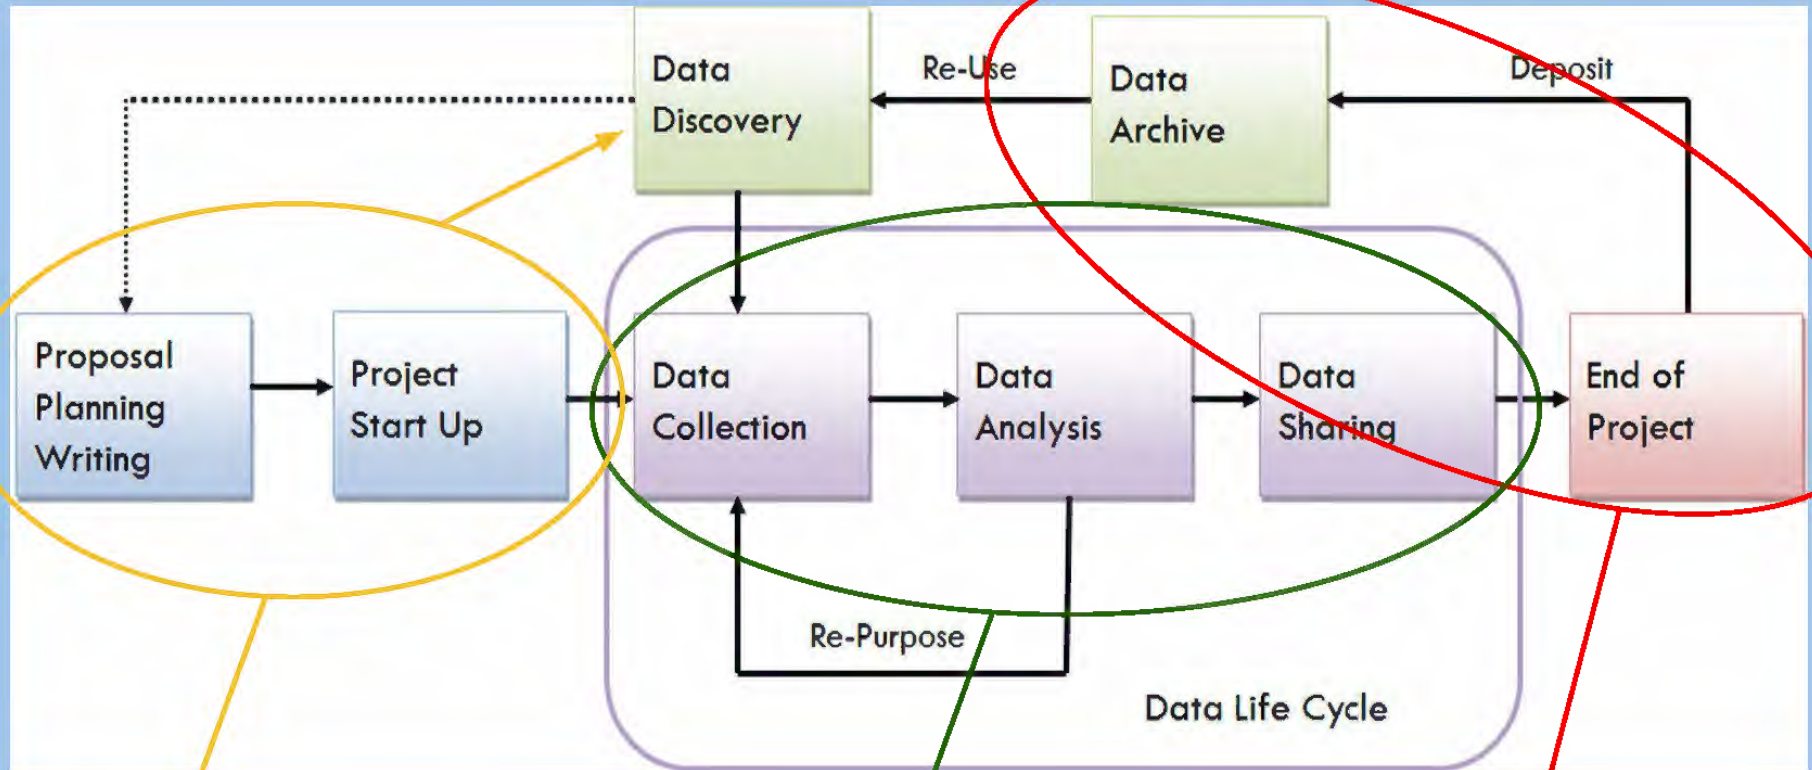 Data
Discovery
Re-Use
Data
Archive
Deposit
Proposal
Planning
Writing
Project
Start Up
Data
Collection
Data
Analysis
Data
Sharing
End of
Project
Re-Purpose
Data Life Cycle